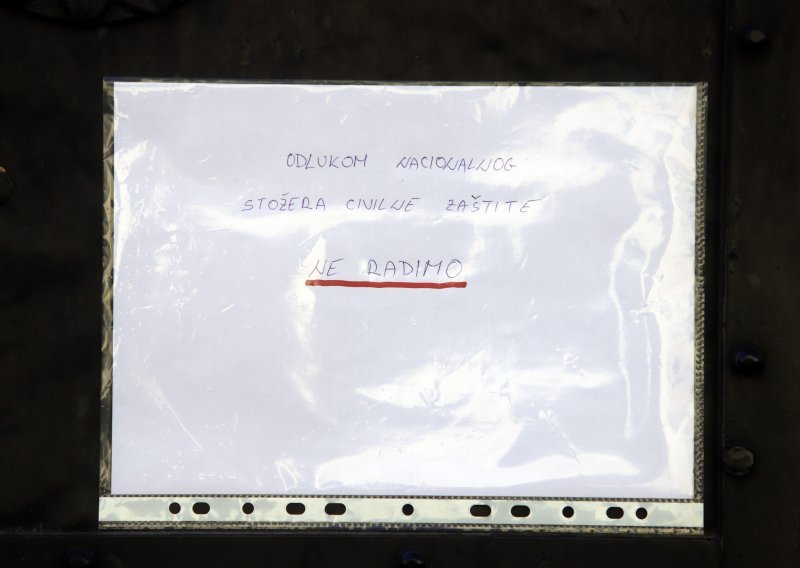 ODLUKOM NACIONALNOG
STOŽERA CIVILNE ZAŠTITE
NE RADIMO